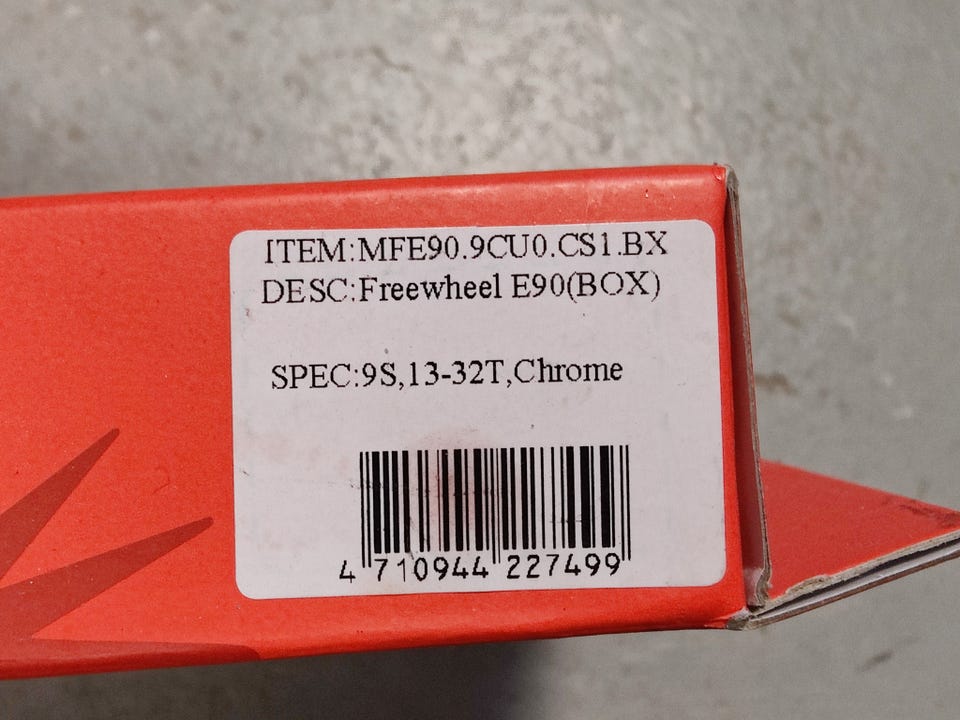 ITEM:MFE90.9CU0.CS1.BX
DESC:Freewheel E90(BOX)
SPEC:9S,13-32T,Chrome
4 710944 227499